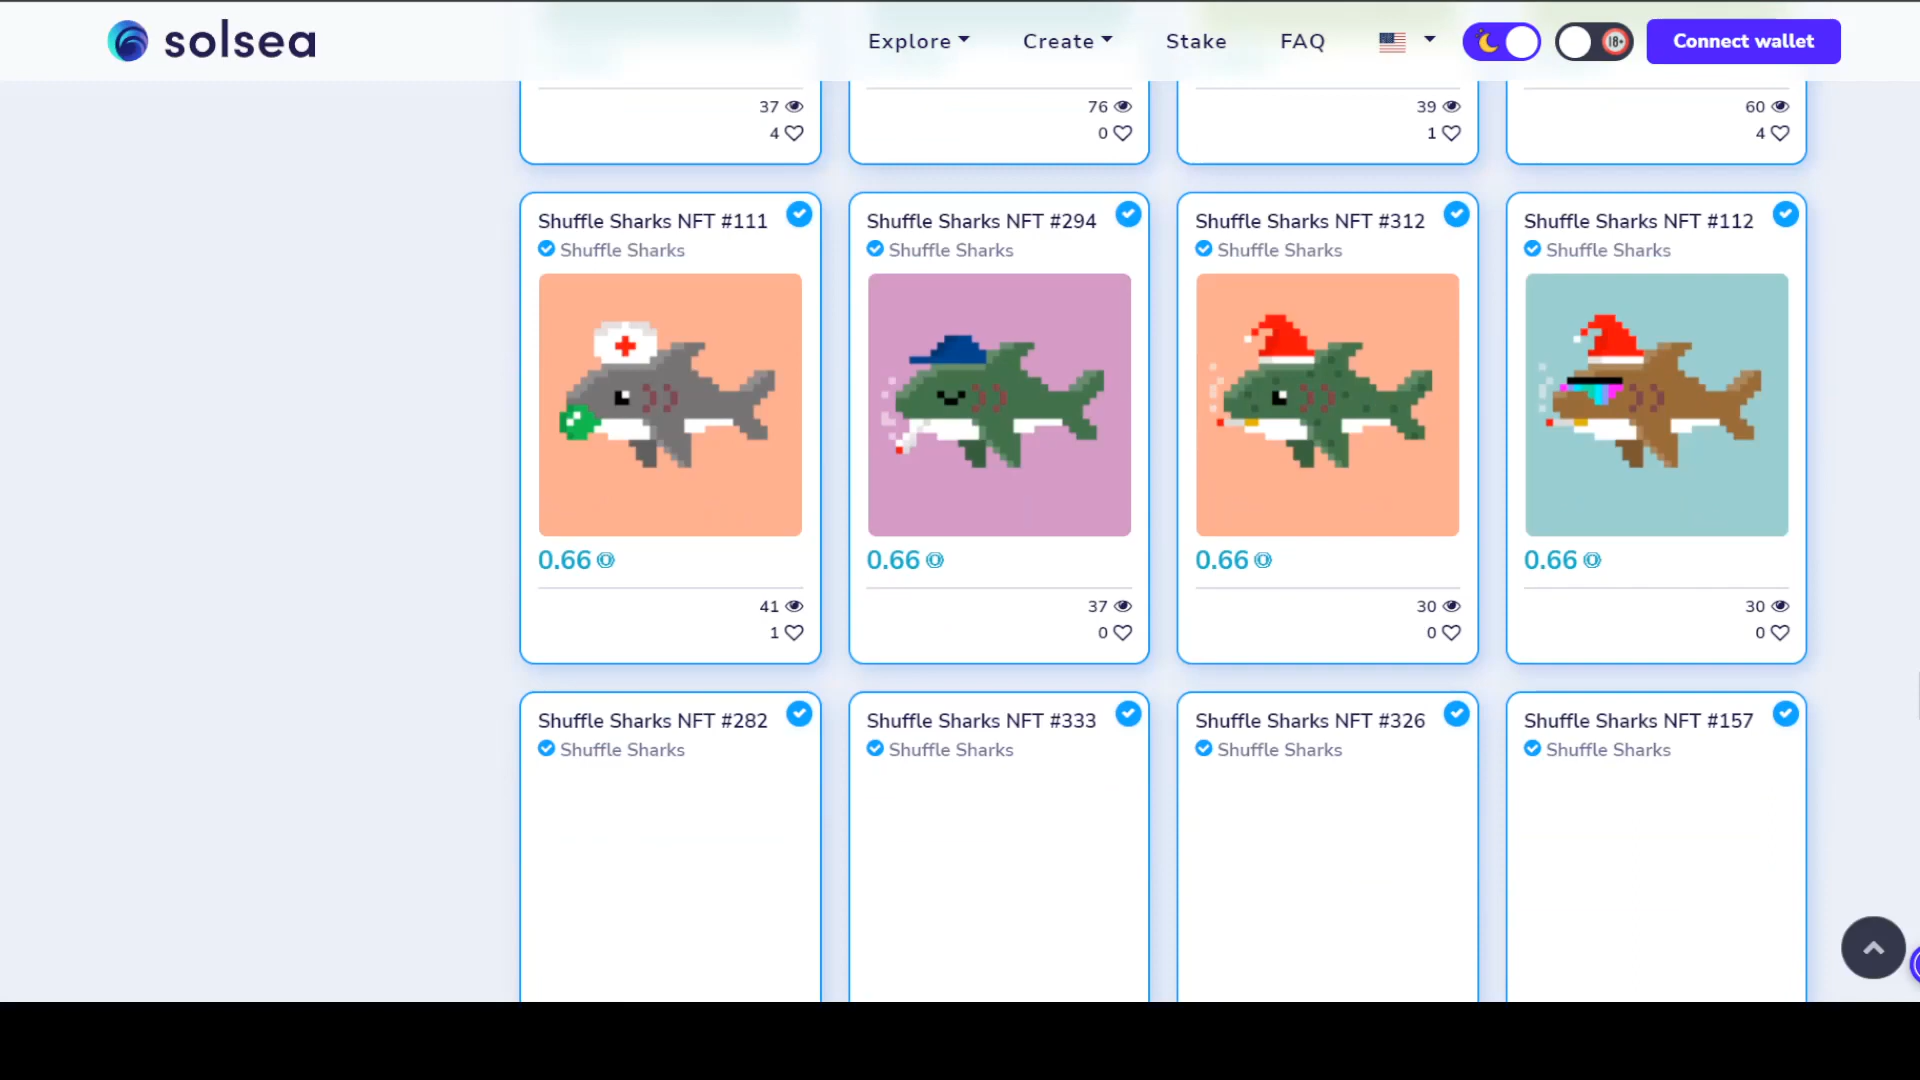 solsea
Explore
Create
Stake
FAQ
18+
Connect wallet
37
76
39
60
4
0
1
4
Shuffle Sharks NFT #111
Shuffle Sharks
0.66
41
1
Shuffle Sharks NFT #294
Shuffle Sharks
0.66
37
0
Shuffle Sharks NFT #312
Shuffle Sharks
0.66
30
0
Shuffle Sharks NFT #112
Shuffle Sharks
0.66
30
0
Shuffle Sharks NFT #282
Shuffle Sharks
Shuffle Sharks NFT #333
Shuffle Sharks
Shuffle Sharks NFT #326
Shuffle Sharks
Shuffle Sharks NFT #157
Shuffle Sharks